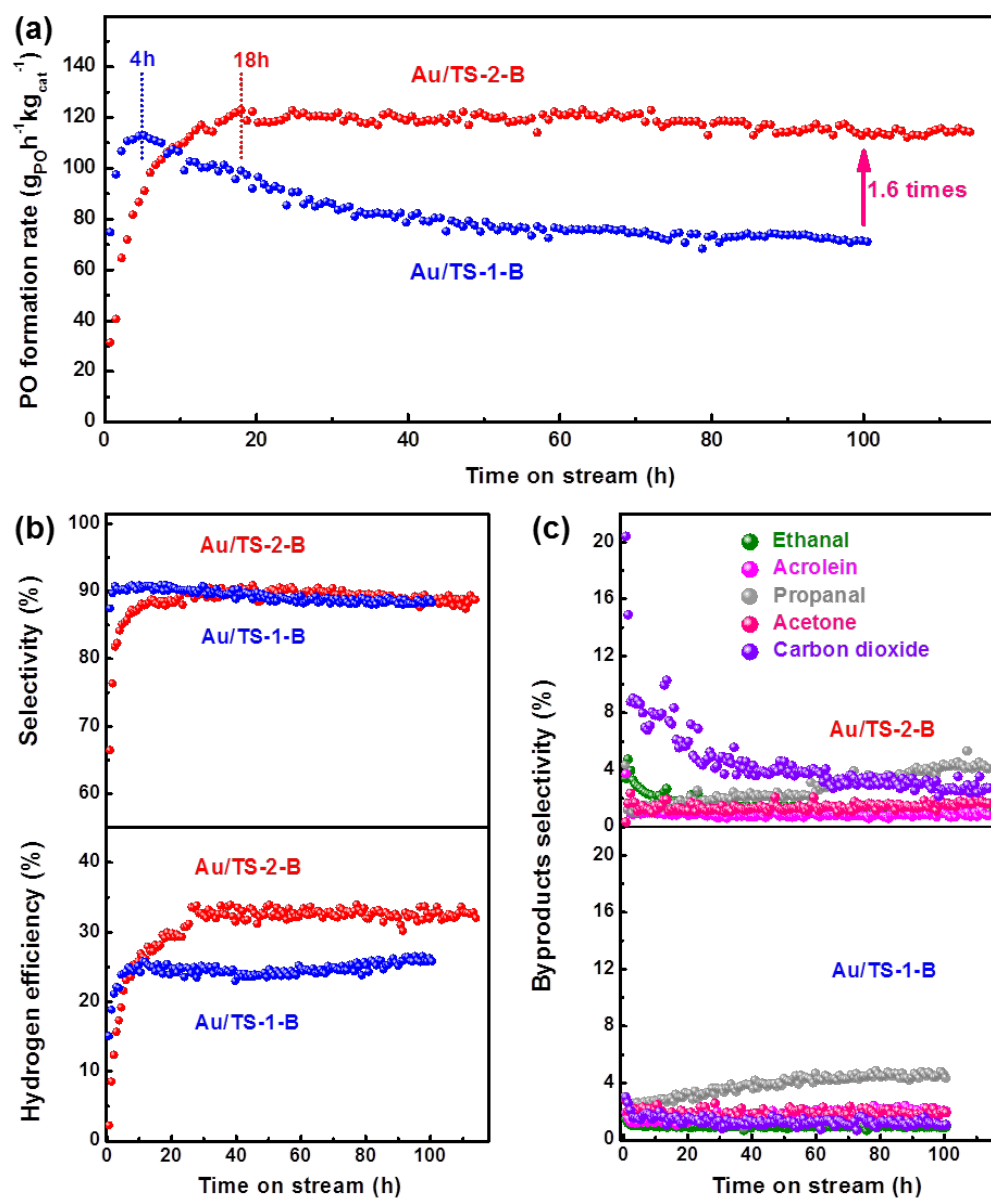 (a)
140
120
100
80
60
40
20
0
PO formation rate (g_PO h⁻¹ kg_cat⁻¹)
4h
18h
Au/TS-2-B
1.6 times
Au/TS-1-B
0 20 40 60 80 100
Time on stream (h)
(b)
100
90
80
70
60
Selectivity (%)
Au/TS-2-B
Au/TS-1-B
40
30
20
10
0
Hydrogen efficiency (%)
Au/TS-2-B
Au/TS-1-B
0 20 40 60 80 100
Time on stream (h)
(c)
20
16
12
8
4
0
Byproducts selectivity (%)
Ethanal
Acrolein
Propanal
Acetone
Carbon dioxide
Au/TS-2-B
20
16
12
8
4
0
Au/TS-1-B
0 20 40 60 80 100
Time on stream (h)